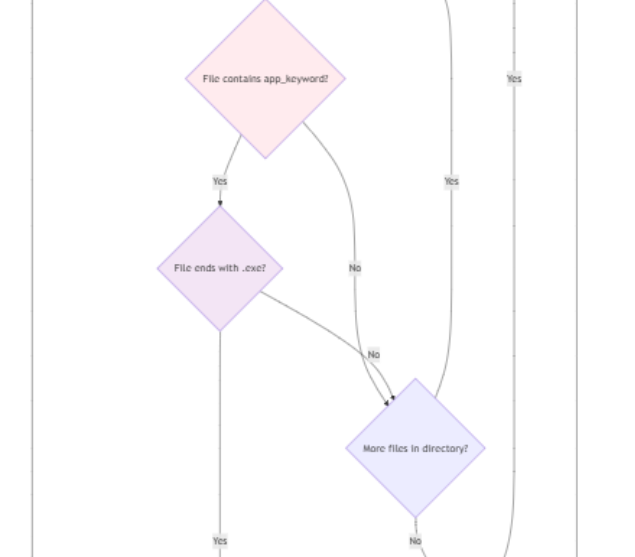 File contains app_keyword?
Yes
Yes
Yes
File ends with .exe?
No
No
More files in directory?
Yes
No